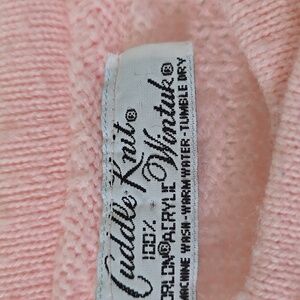 Cuddle Knit®
100%
ORLON® ACRYLIC Wintuk®
MACHINE WASH-WARM WATER-TUMBLE DRY